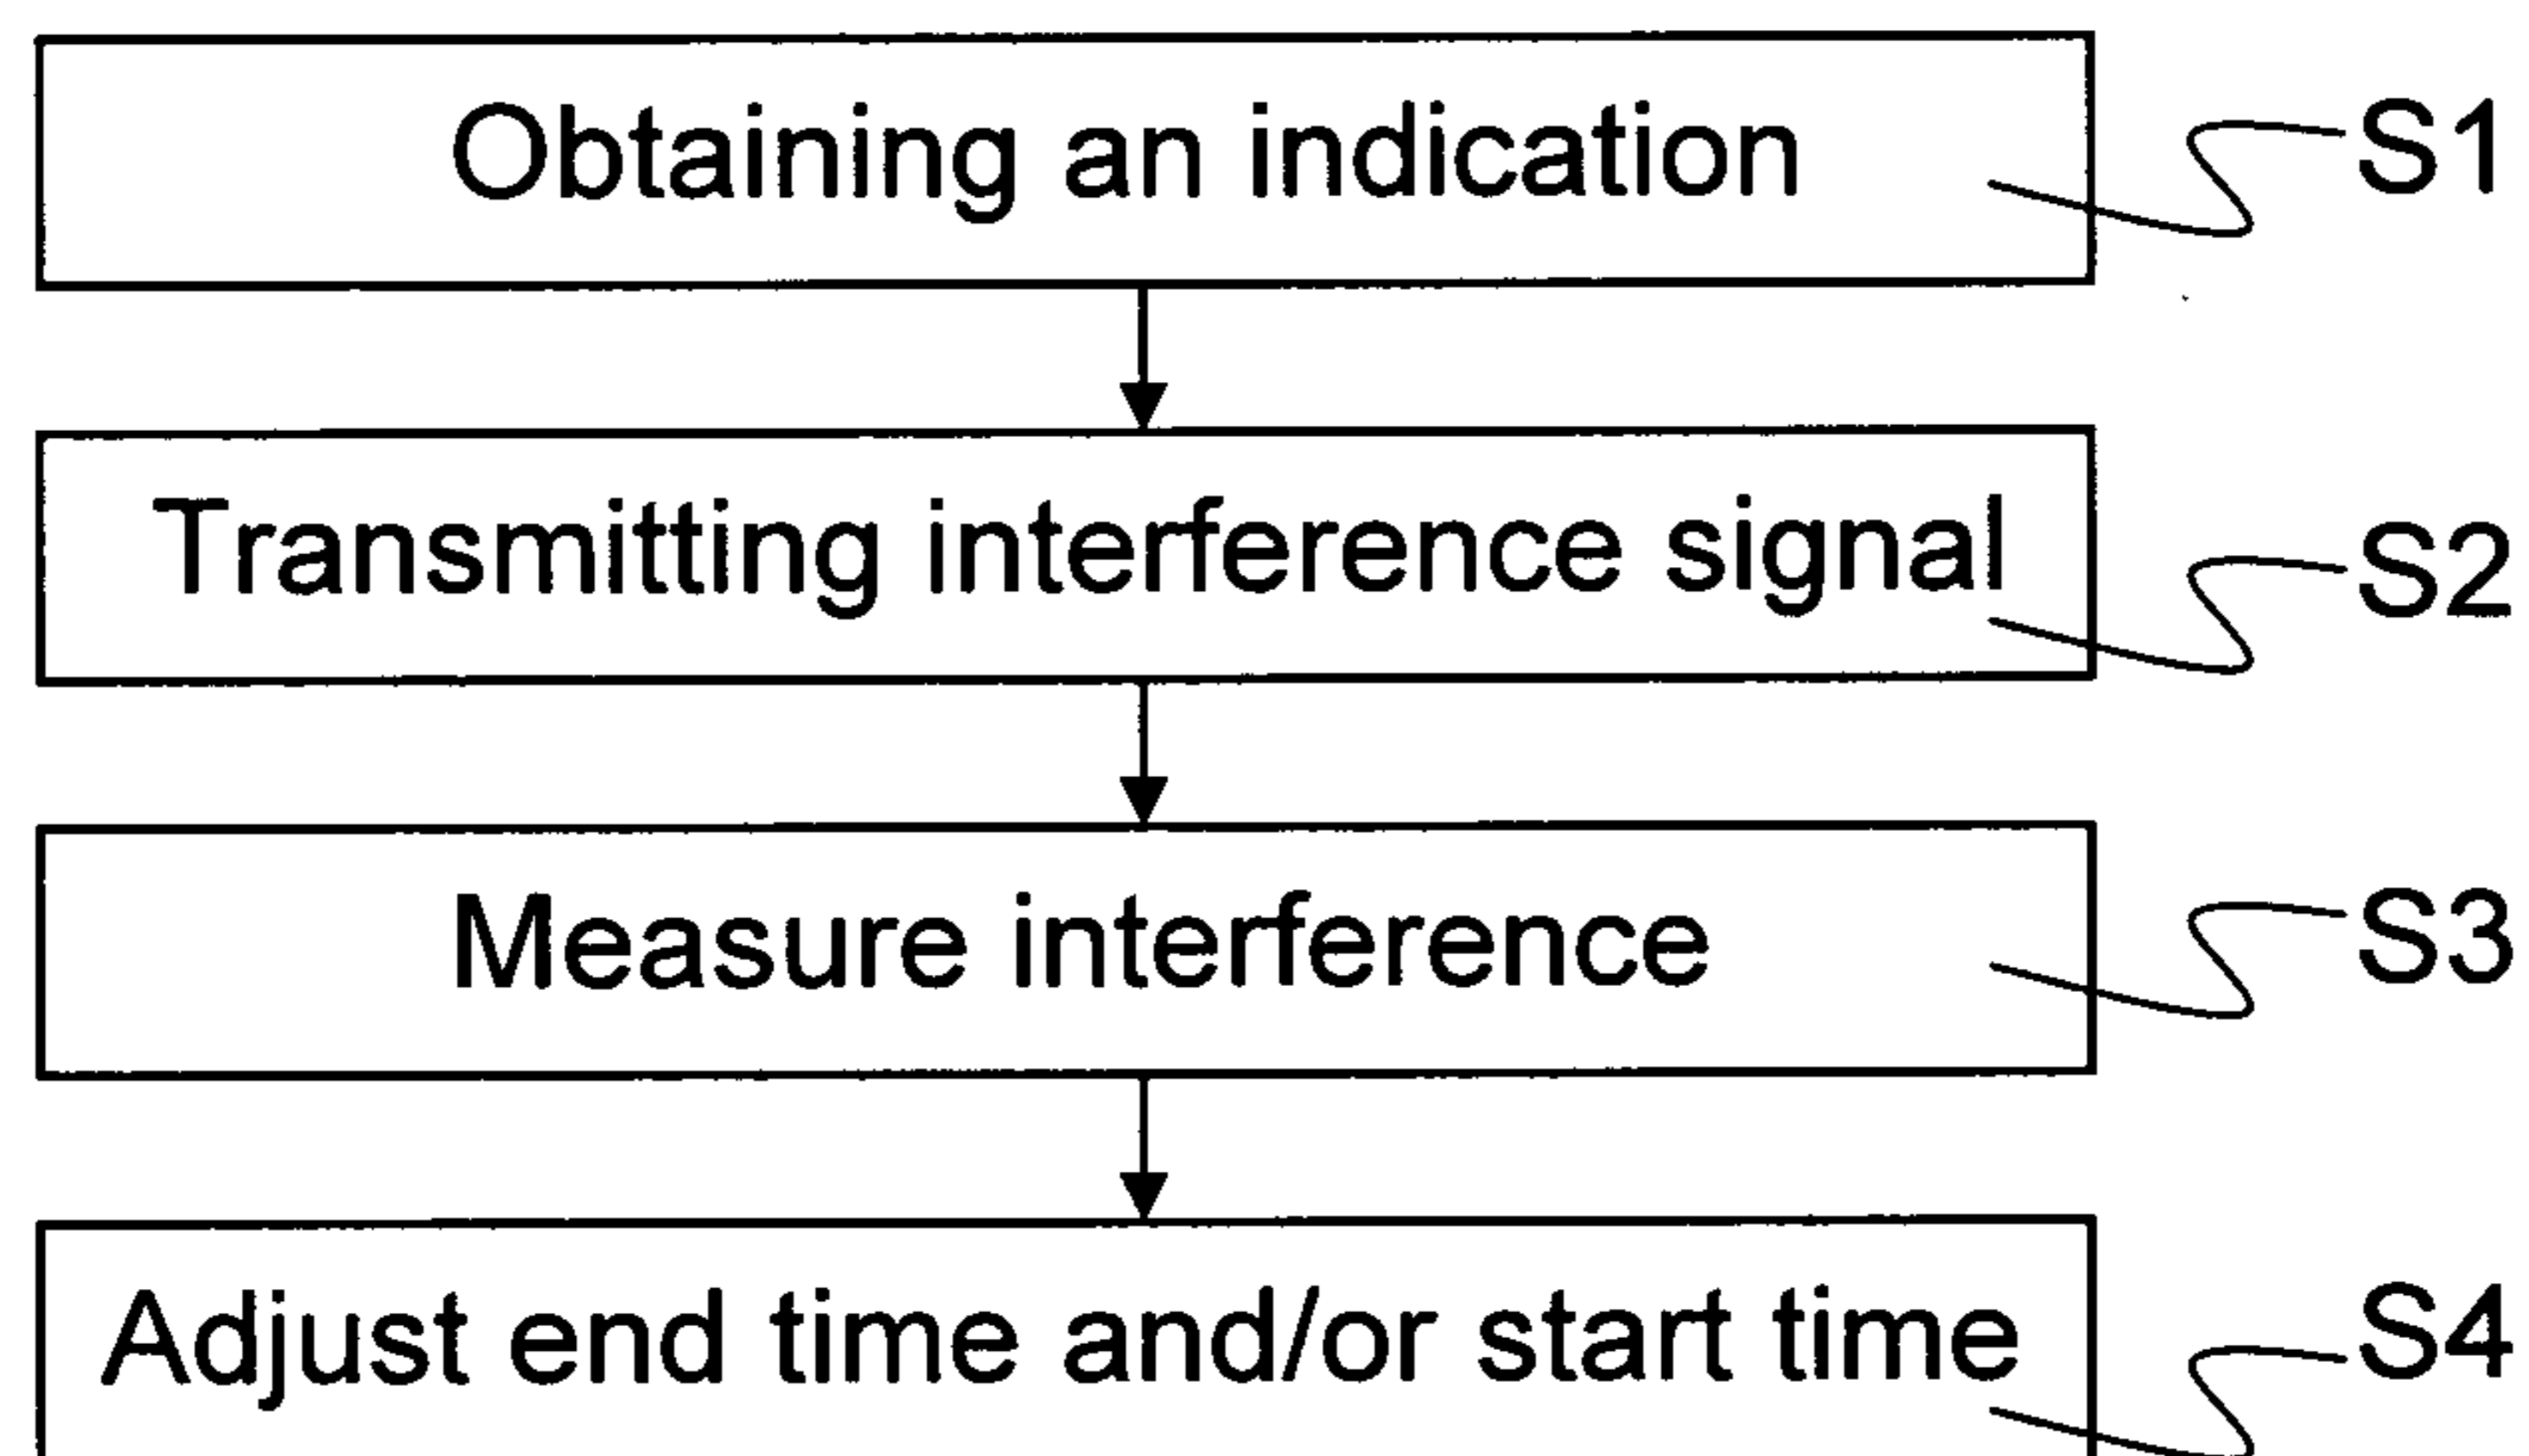 Obtaining an indication S1
Transmitting interference signal S2
Measure interference S3
Adjust end time and/or start time S4